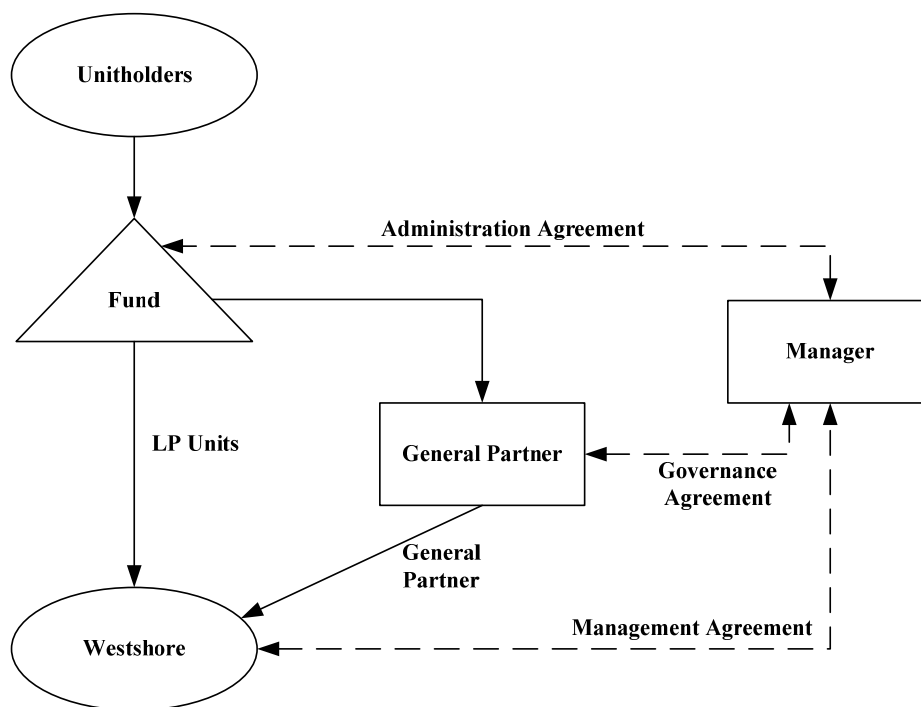 Unitholders
Administration Agreement
Fund
Manager
LP Units
General Partner
Governance
Agreement
General
Partner
Management Agreement
Westshore